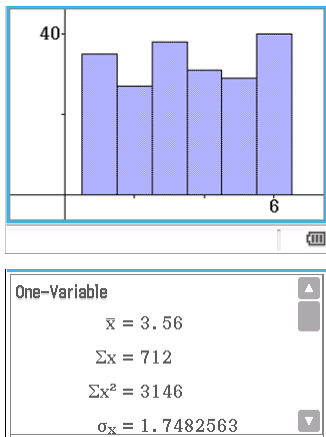 40
6
One-Variable
x̄ = 3.56
Σx = 712
Σx² = 3146
σₓ = 1.7482563